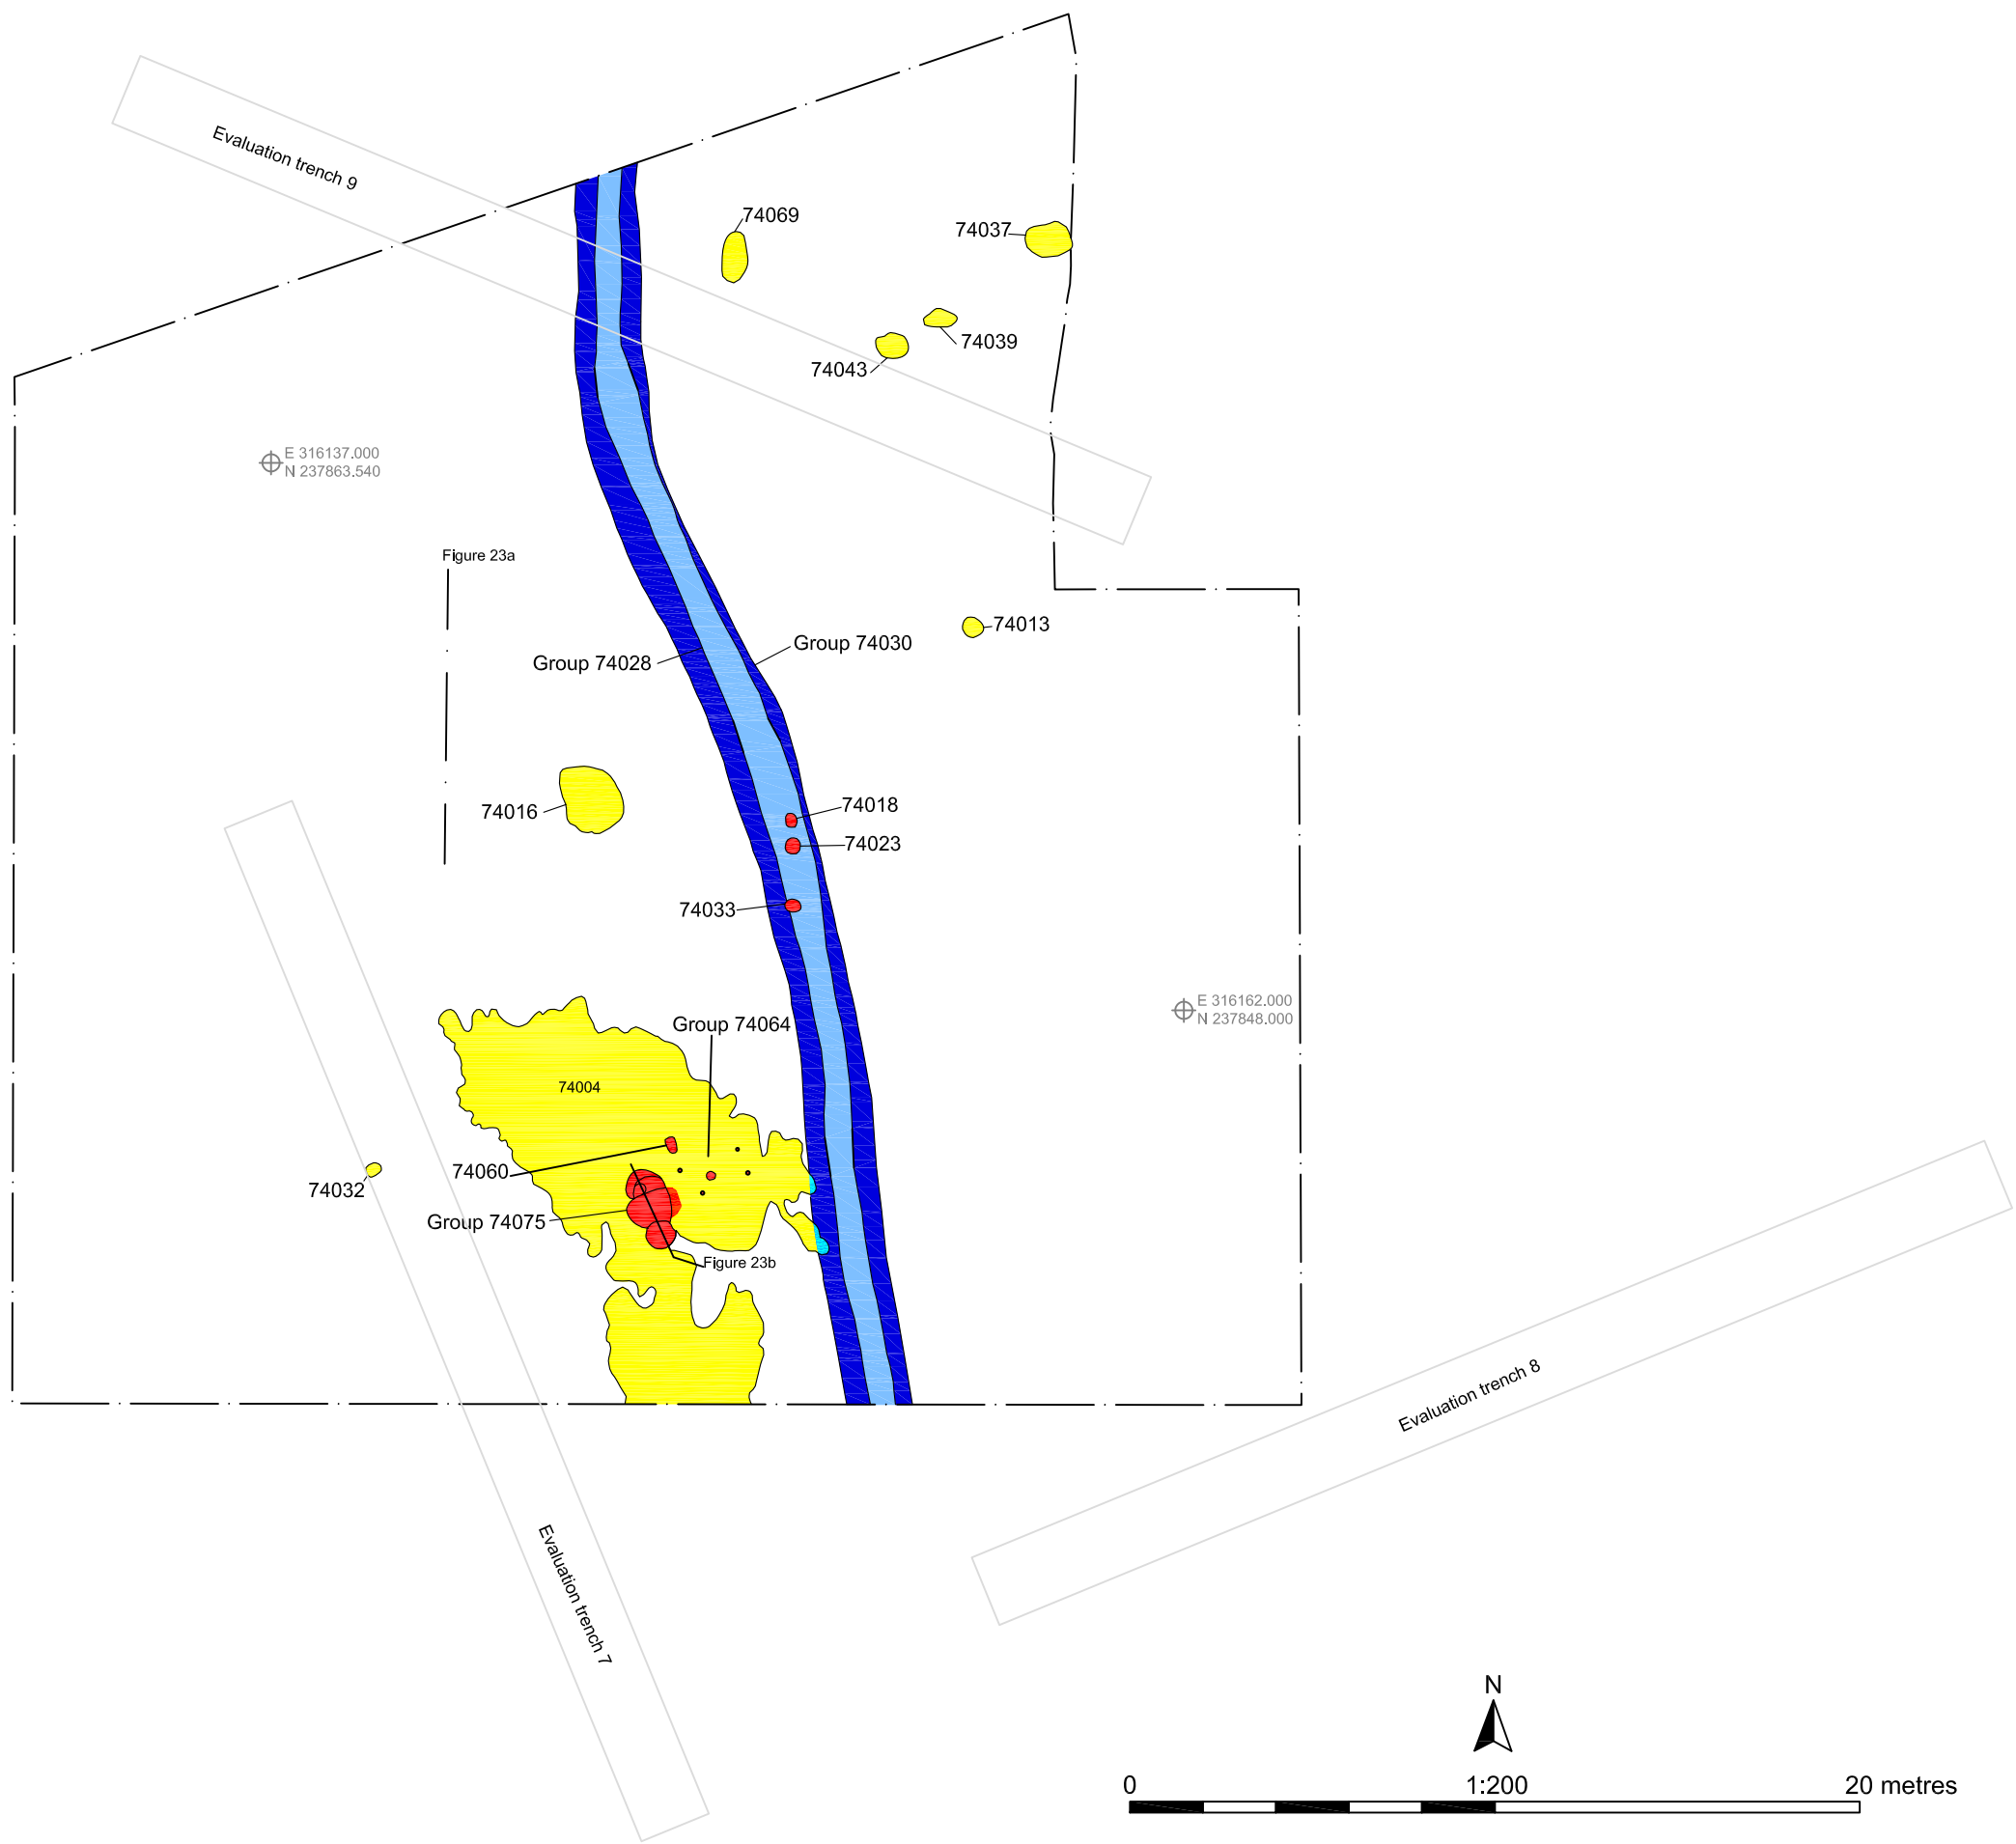 Evaluation trench 9
74069
74037
74039
74043
E 316137.000
N 237863.540
Figure 23a
74013
Group 74030
Group 74028
74018
74016
74023
74033
E 316162.000
N 237848.000
Group 74064
74004
74060
74032
Group 74075
Figure 23b
Evaluation trench 8
Evaluation trench 7
N
0
1:200
20 metres